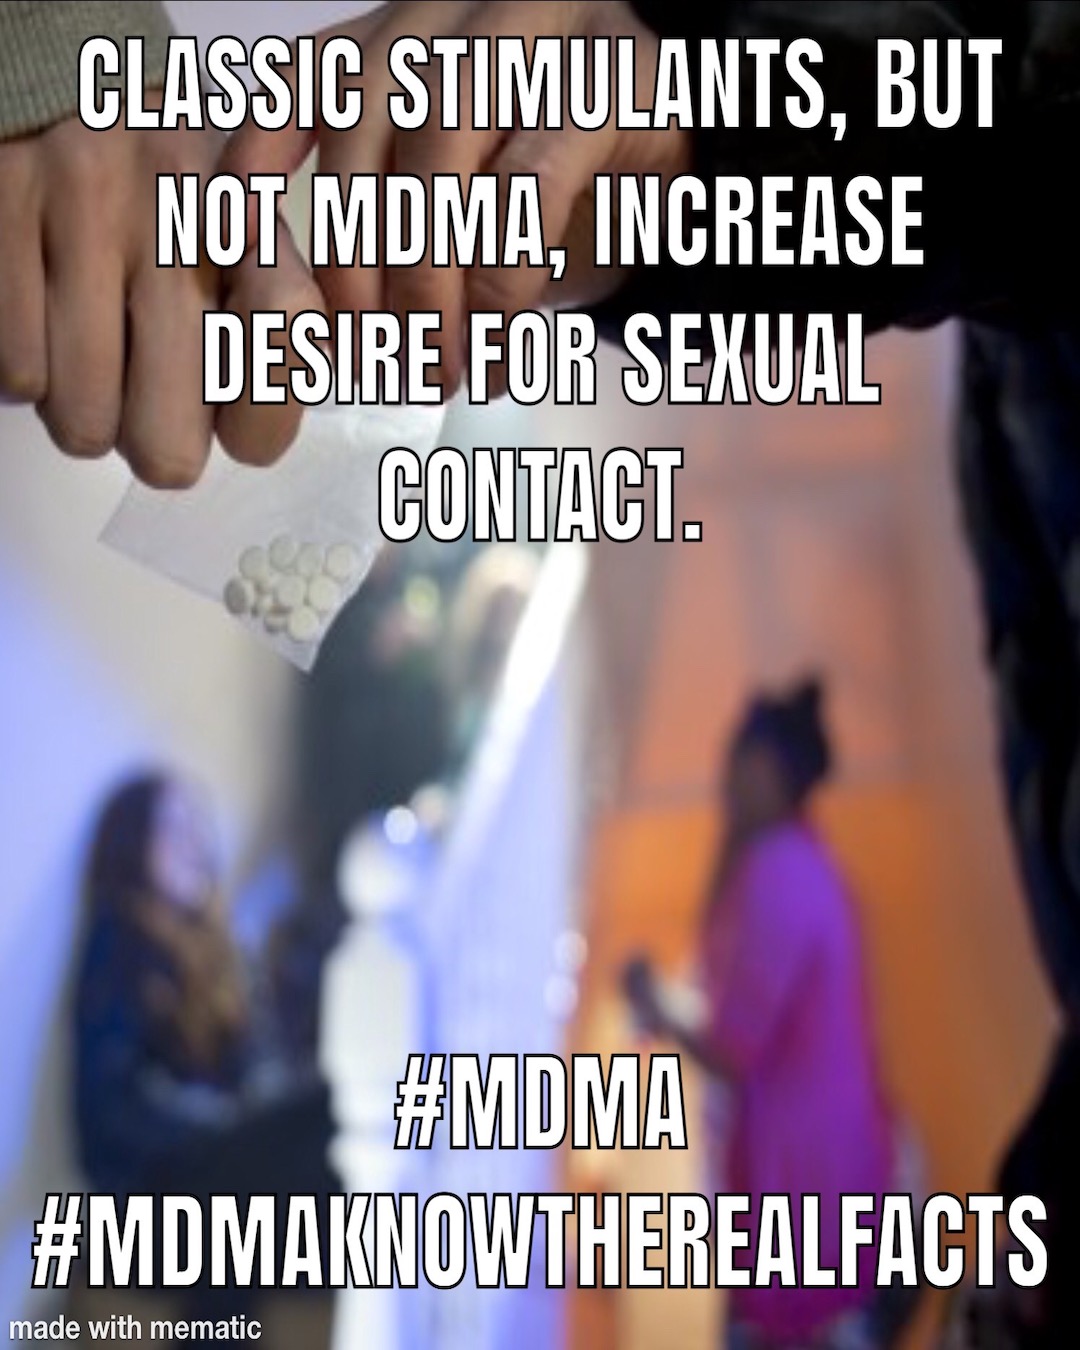 CLASSIC STIMULANTS, BUT
NOT MDMA, INCREASE
DESIRE FOR SEXUAL
CONTACT.
#MDMA
#MDMAKNOWTHEREALFACTS
made with mematic